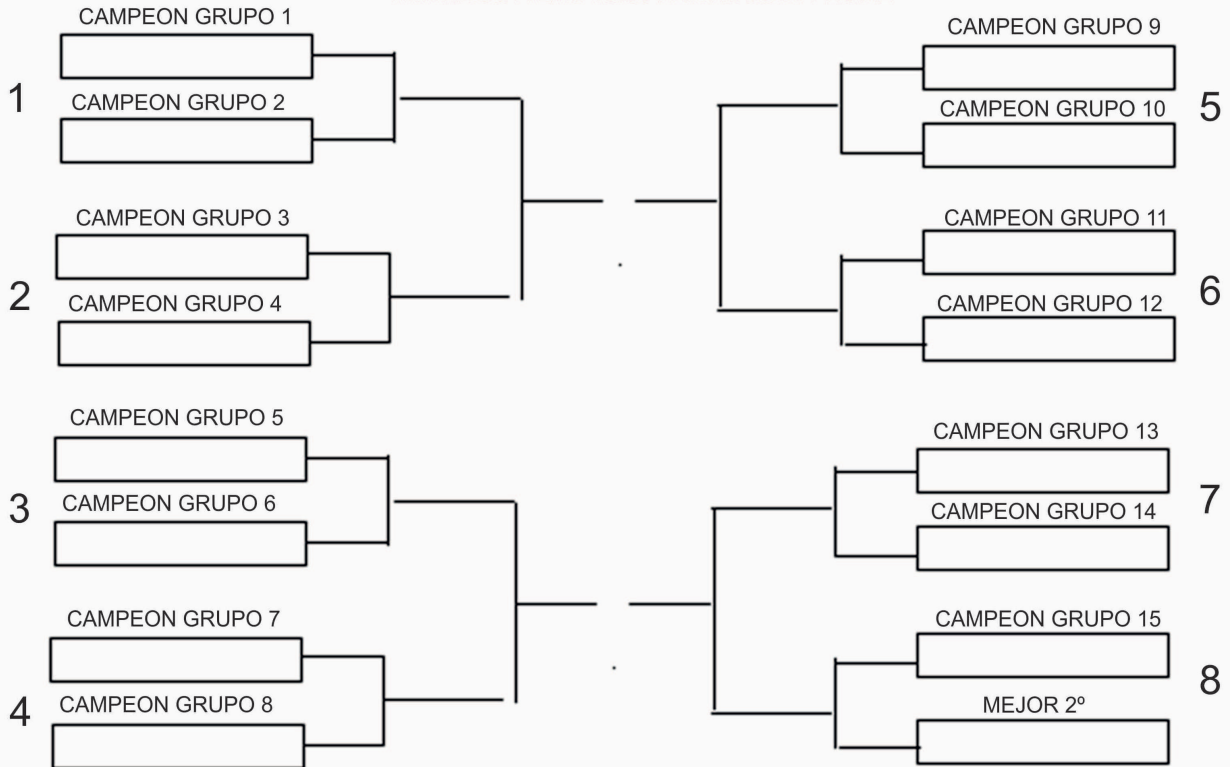 CAMPEON GRUPO 1
1
CAMPEON GRUPO 2
CAMPEON GRUPO 3
2
CAMPEON GRUPO 4
CAMPEON GRUPO 5
3
CAMPEON GRUPO 6
CAMPEON GRUPO 7
4
CAMPEON GRUPO 8
CAMPEON GRUPO 9
5
CAMPEON GRUPO 10
CAMPEON GRUPO 11
6
CAMPEON GRUPO 12
CAMPEON GRUPO 13
7
CAMPEON GRUPO 14
CAMPEON GRUPO 15
8
MEJOR 2º